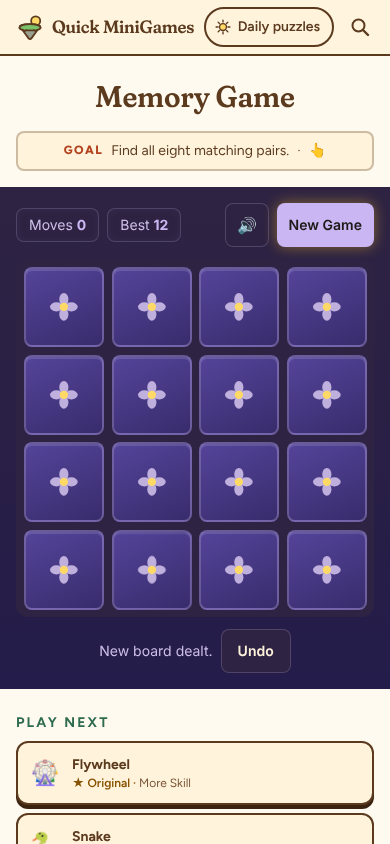 Quick MiniGames
Daily puzzles
Memory Game
GOAL Find all eight matching pairs. ·
Moves 0
Best 12
New Game
New board dealt.
Undo
PLAY NEXT
Flywheel
★ Original · More Skill
Snake